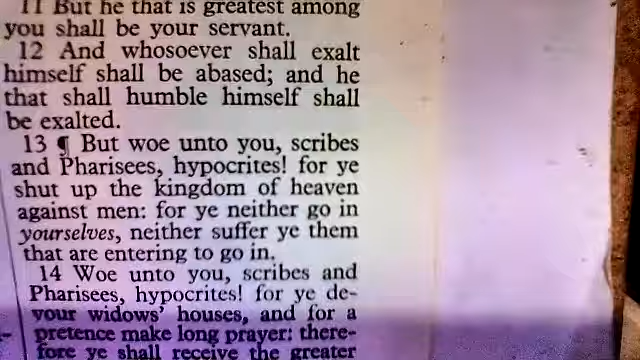 11 But he that is greatest among
you shall be your servant.
12 And whosoever shall exalt
himself shall be abased; and he
that shall humble himself shall
be exalted.
13 ¶ But woe unto you, scribes
and Pharisees, hypocrites! for ye
shut up the kingdom of heaven
against men: for ye neither go in
yourselves, neither suffer ye them
that are entering to go in.
14 Woe unto you, scribes and
Pharisees, hypocrites! for ye de-
vour widows' houses, and for a
pretence make long prayer: there-
fore ye shall receive the greater